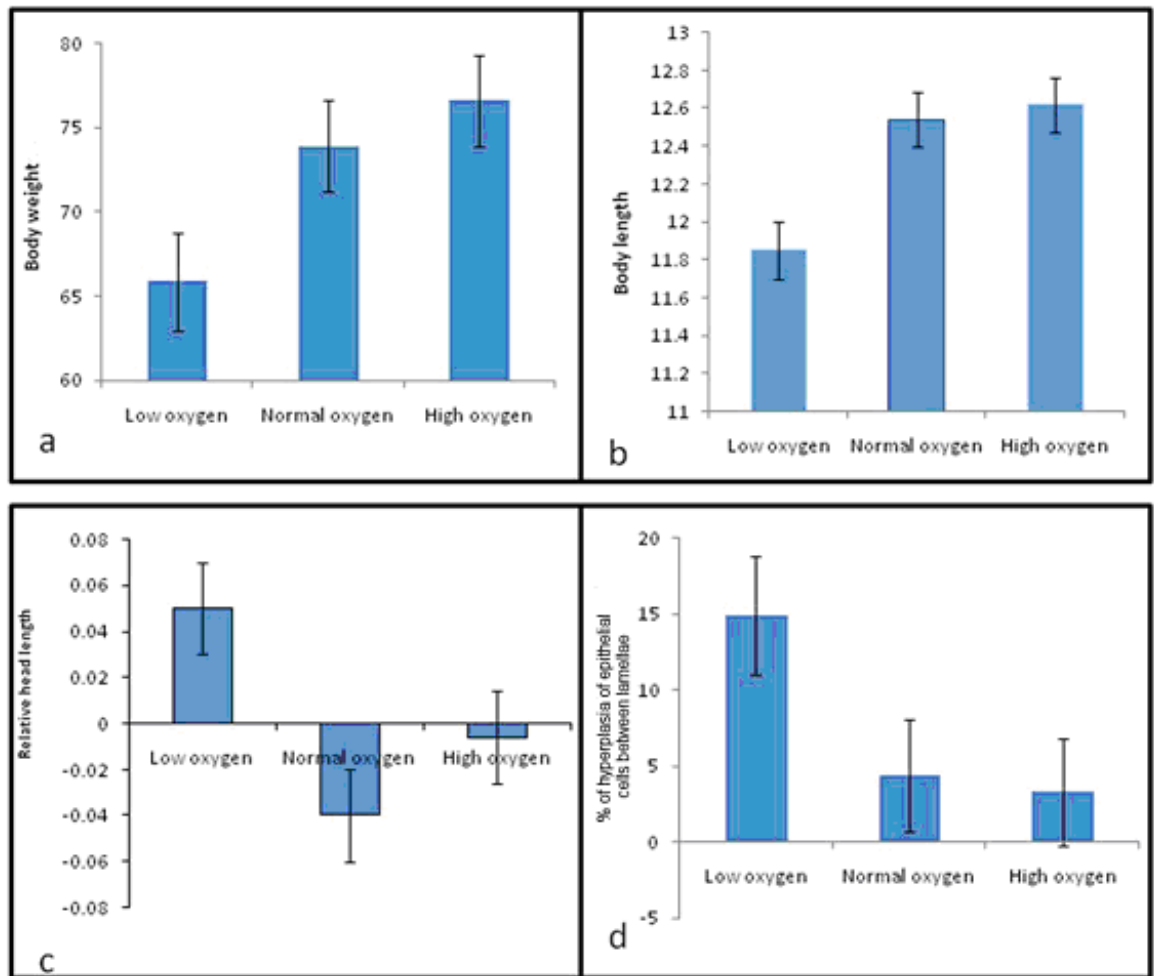 80
75
70
65
60
Body weight
Low oxygen Normal oxygen High oxygen
a
13
12.8
12.6
12.4
12.2
12
11.8
11.6
11.4
11.2
11
Body length
Low oxygen Normal oxygen High oxygen
b
0.08
0.06
0.04
0.02
0
-0.02
-0.04
-0.06
-0.08
Relative head length
Low oxygen Normal oxygen High oxygen
c
20
15
10
5
0
-5
% of hyperplasia of epithelial
cells between lamellae
Low oxygen Normal oxygen High oxygen
d